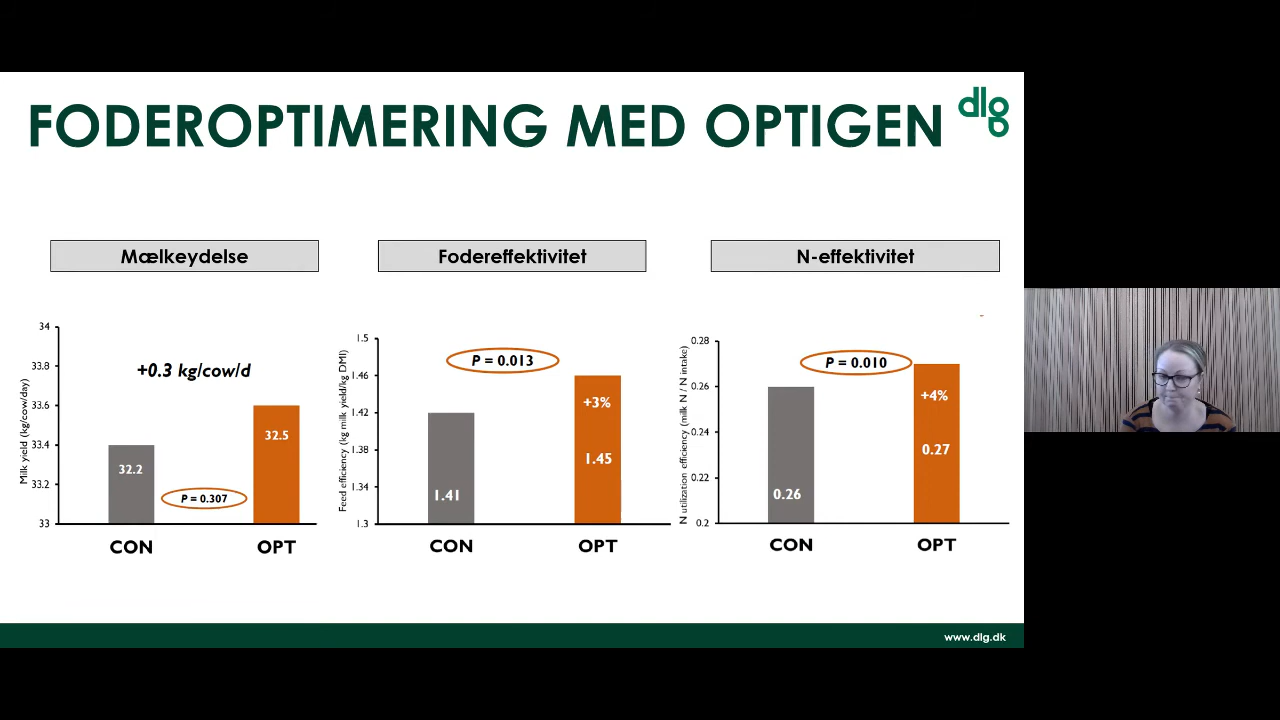 FODEROPTIMERING MED OPTIGEN
dlg
Mælkeydelse
Fodereffektivitet
N-effektivitet
Milk yield (kg/cow/day)
34
33.8
33.6
33.4
33.2
33
+0.3 kg/cow/d
32.2
32.5
P = 0.307
CON
OPT
Feed efficiency (kg milk yield/kg DMI)
1.5
1.46
1.42
1.38
1.34
1.3
P = 0.013
+3%
1.45
1.41
CON
OPT
N utilization efficiency (milk N / N intake)
0.28
0.26
0.24
0.22
0.2
P = 0.010
+4%
0.27
0.26
CON
OPT
www.dlg.dk